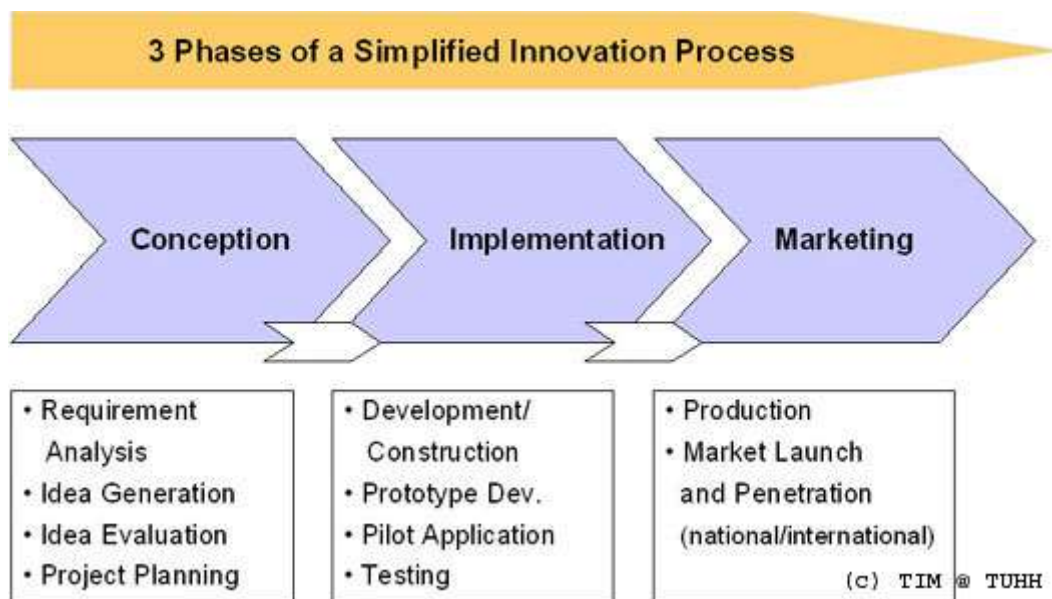 3 Phases of a Simplified Innovation Process
Conception
Implementation
Marketing
• Requirement
Analysis
• Idea Generation
• Idea Evaluation
• Project Planning
• Development/
Construction
• Prototype Dev.
• Pilot Application
• Testing
• Production
• Market Launch
and Penetration
(national/international)
(c) TIM @ TUHH